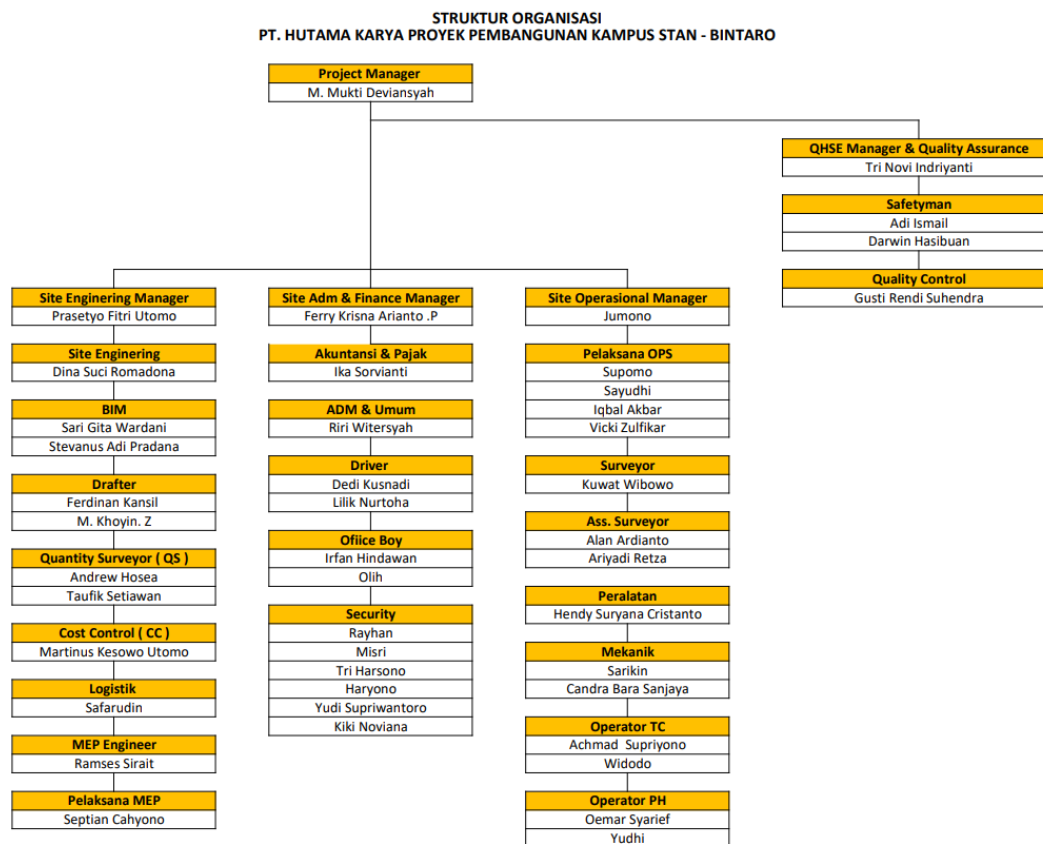 STRUKTUR ORGANISASI
PT. HUTAMA KARYA PROYEK PEMBANGUNAN KAMPUS STAN - BINTARO
Project Manager
M. Mukti Deviansyah
QHSE Manager & Quality Assurance
Tri Novi Indriyanti
Safetyman
Adi Ismail
Darwin Hasibuan
Quality Control
Gusti Rendi Suhendra
Site Enginering Manager
Prasetyo Fitri Utomo
Site Enginering
Dina Suci Romadona
BIM
Sari Gita Wardani
Stevanus Adi Pradana
Drafter
Ferdinan Kansil
M. Khoyin. Z
Quantity Surveyor ( QS )
Andrew Hosea
Taufik Setiawan
Cost Control ( CC )
Martinus Kesowo Utomo
Logistik
Safarudin
MEP Engineer
Ramses Sirait
Pelaksana MEP
Septian Cahyono
Site Adm & Finance Manager
Ferry Krisna Arianto .P
Akuntansi & Pajak
Ika Sorvianti
ADM & Umum
Riri Witersyah
Driver
Dedi Kusnadi
Lilik Nurtoha
Ofiice Boy
Irfan Hindawan
Olih
Security
Rayhan
Misri
Tri Harsono
Haryono
Yudi Supriwantoro
Kiki Noviana
Site Operasional Manager
Jumono
Pelaksana OPS
Supomo
Sayudhi
Iqbal Akbar
Vicki Zulfikar
Surveyor
Kuwat Wibowo
Ass. Surveyor
Alan Ardianto
Ariyadi Retza
Peralatan
Hendy Suryana Cristanto
Mekanik
Sarikin
Candra Bara Sanjaya
Operator TC
Achmad  Supriyono
Widodo
Operator PH
Oemar Syarief
Yudhi